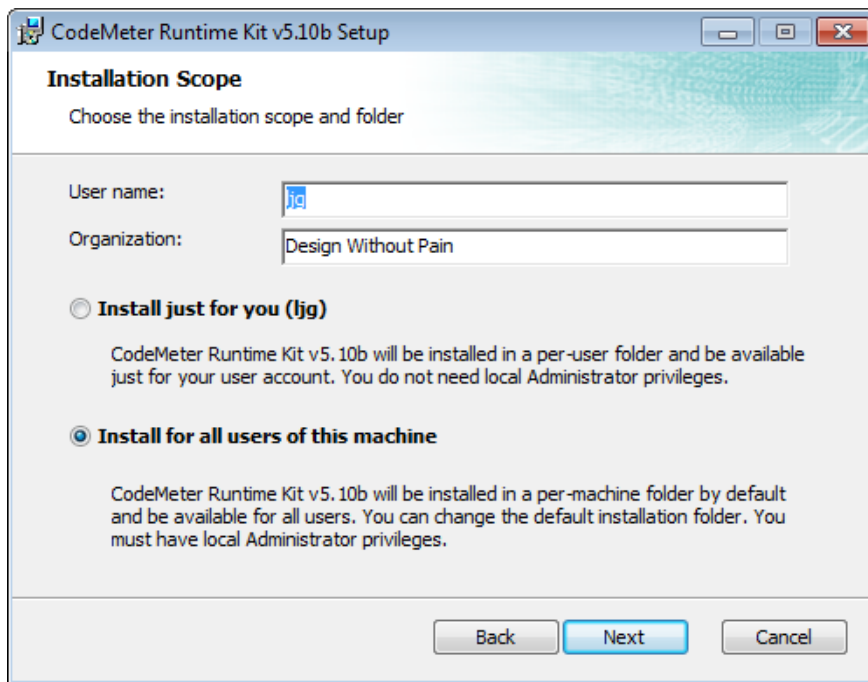 CodeMeter Runtime Kit v5.10b Setup
Installation Scope
Choose the installation scope and folder
User name:
ljg
Organization:
Design Without Pain
Install just for you (ljg)
CodeMeter Runtime Kit v5.10b will be installed in a per-user folder and be available
just for your user account. You do not need local Administrator privileges.
Install for all users of this machine
CodeMeter Runtime Kit v5.10b will be installed in a per-machine folder by default
and be available for all users. You can change the default installation folder. You
must have local Administrator privileges.
Back
Next
Cancel